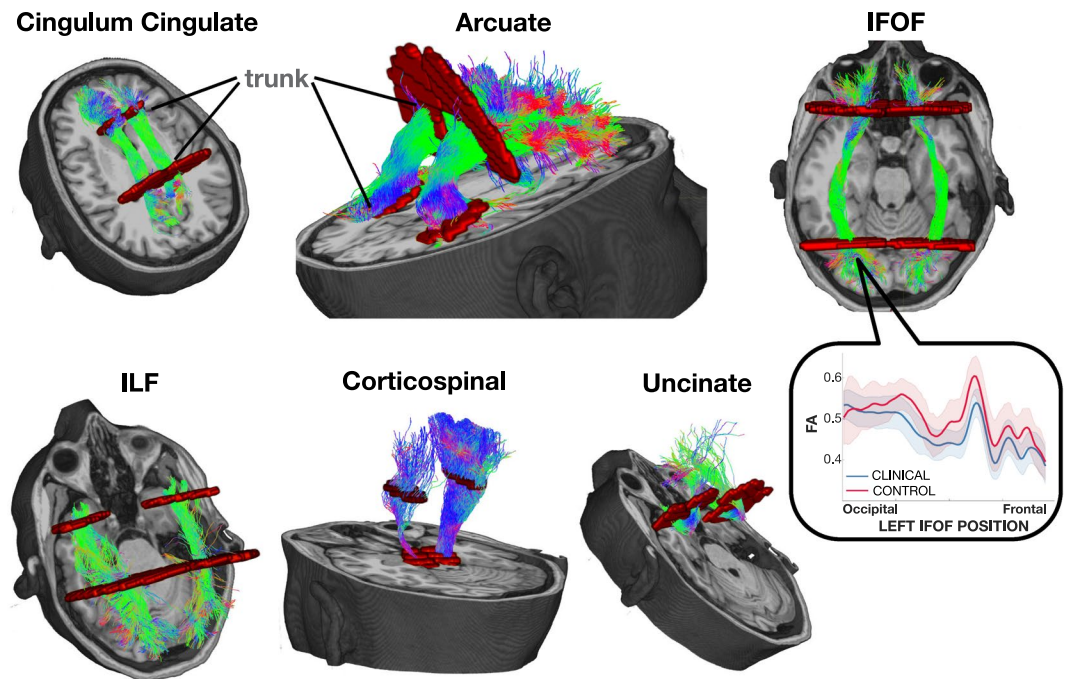 Cingulum Cingulate
Arcuate
IFOF
trunk
ILF
Corticospinal
Uncinate
0.6
0.5
0.4
FA
CLINICAL
CONTROL
Occipital
Frontal
LEFT IFOF POSITION